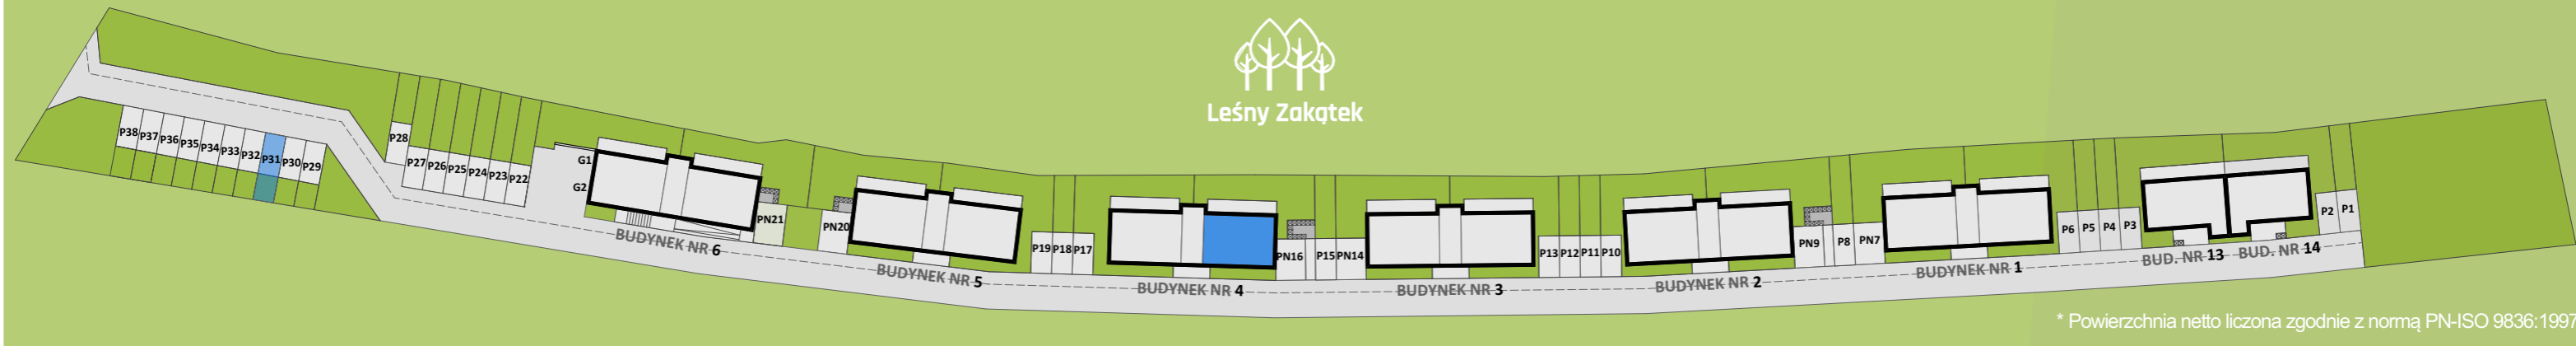 Leśny Zakątek
P38 P37 P36 P35 P34 P33 P32 P31 P30 P29
P28
P27 P26 P25 P24 P23 P22
G1
G2
PN21
BUDYNEK NR 6
PN20
BUDYNEK NR 5
P19 P18 P17
BUDYNEK NR 4
PN16 P15 PN14
BUDYNEK NR 3
P13 P12 P11 P10
BUDYNEK NR 2
PN9 P8 PN7
BUDYNEK NR 1
P6 P5 P4 P3
BUD. NR 13 BUD. NR 14
P2 P1
* Powierzchnia netto liczona zgodnie z normą PN-ISO 9836:1997